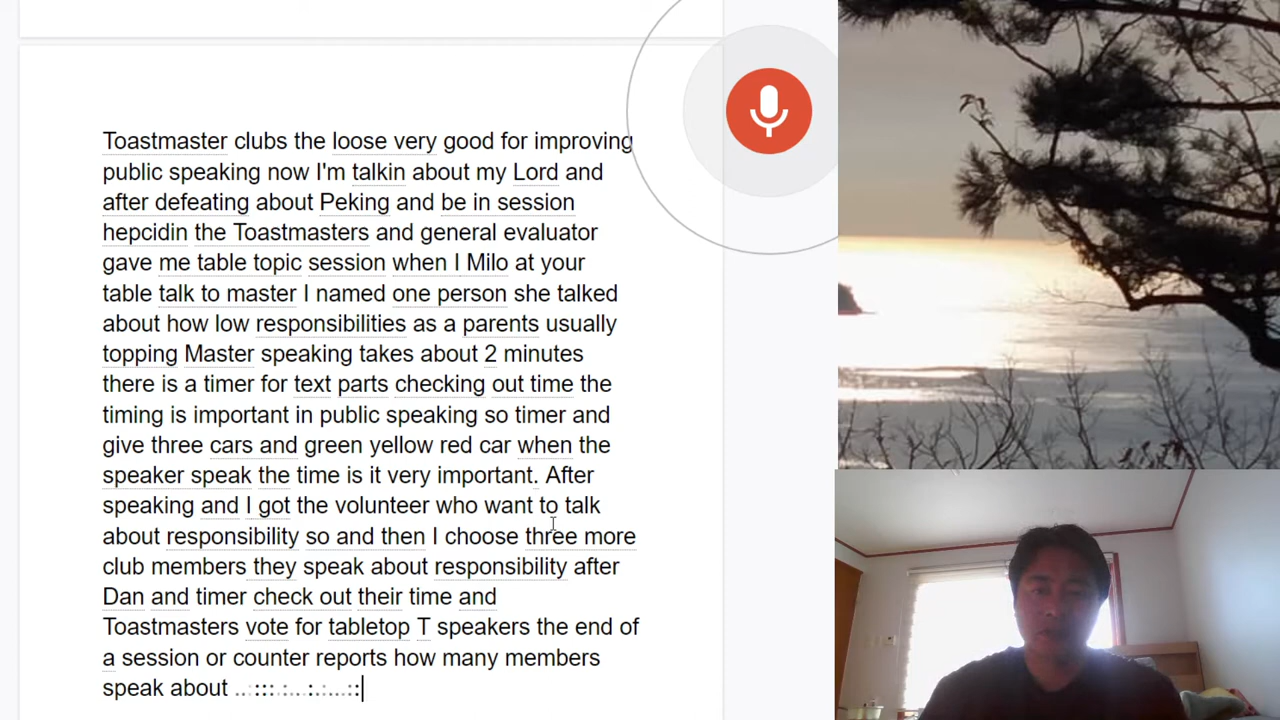 Toastmaster clubs the loose very good for improving
public speaking now I'm talkin about my Lord and
after defeating about Peking and be in session
hepcidin the Toastmasters and general evaluator
gave me table topic session when I Milo at your
table talk to master I named one person she talked
about how low responsibilities as a parents usually
topping Master speaking takes about 2 minutes
there is a timer for text parts checking out time the
timing is important in public speaking so timer and
give three cars and green yellow red car when the
speaker speak the time is it very important. After
speaking and I got the volunteer who want to talk
about responsibility so and then I choose three more
club members they speak about responsibility after
Dan and timer check out their time and
Toastmasters vote for tabletop T speakers the end of
a session or counter reports how many members
speak about